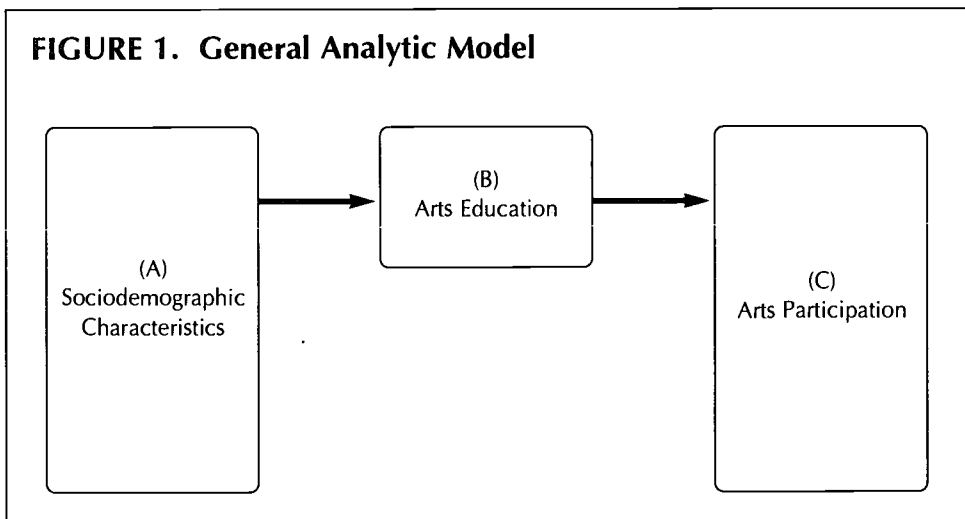 FIGURE 1. General Analytic Model
(A)
Sociodemographic
Characteristics
(B)
Arts Education
(C)
Arts Participation